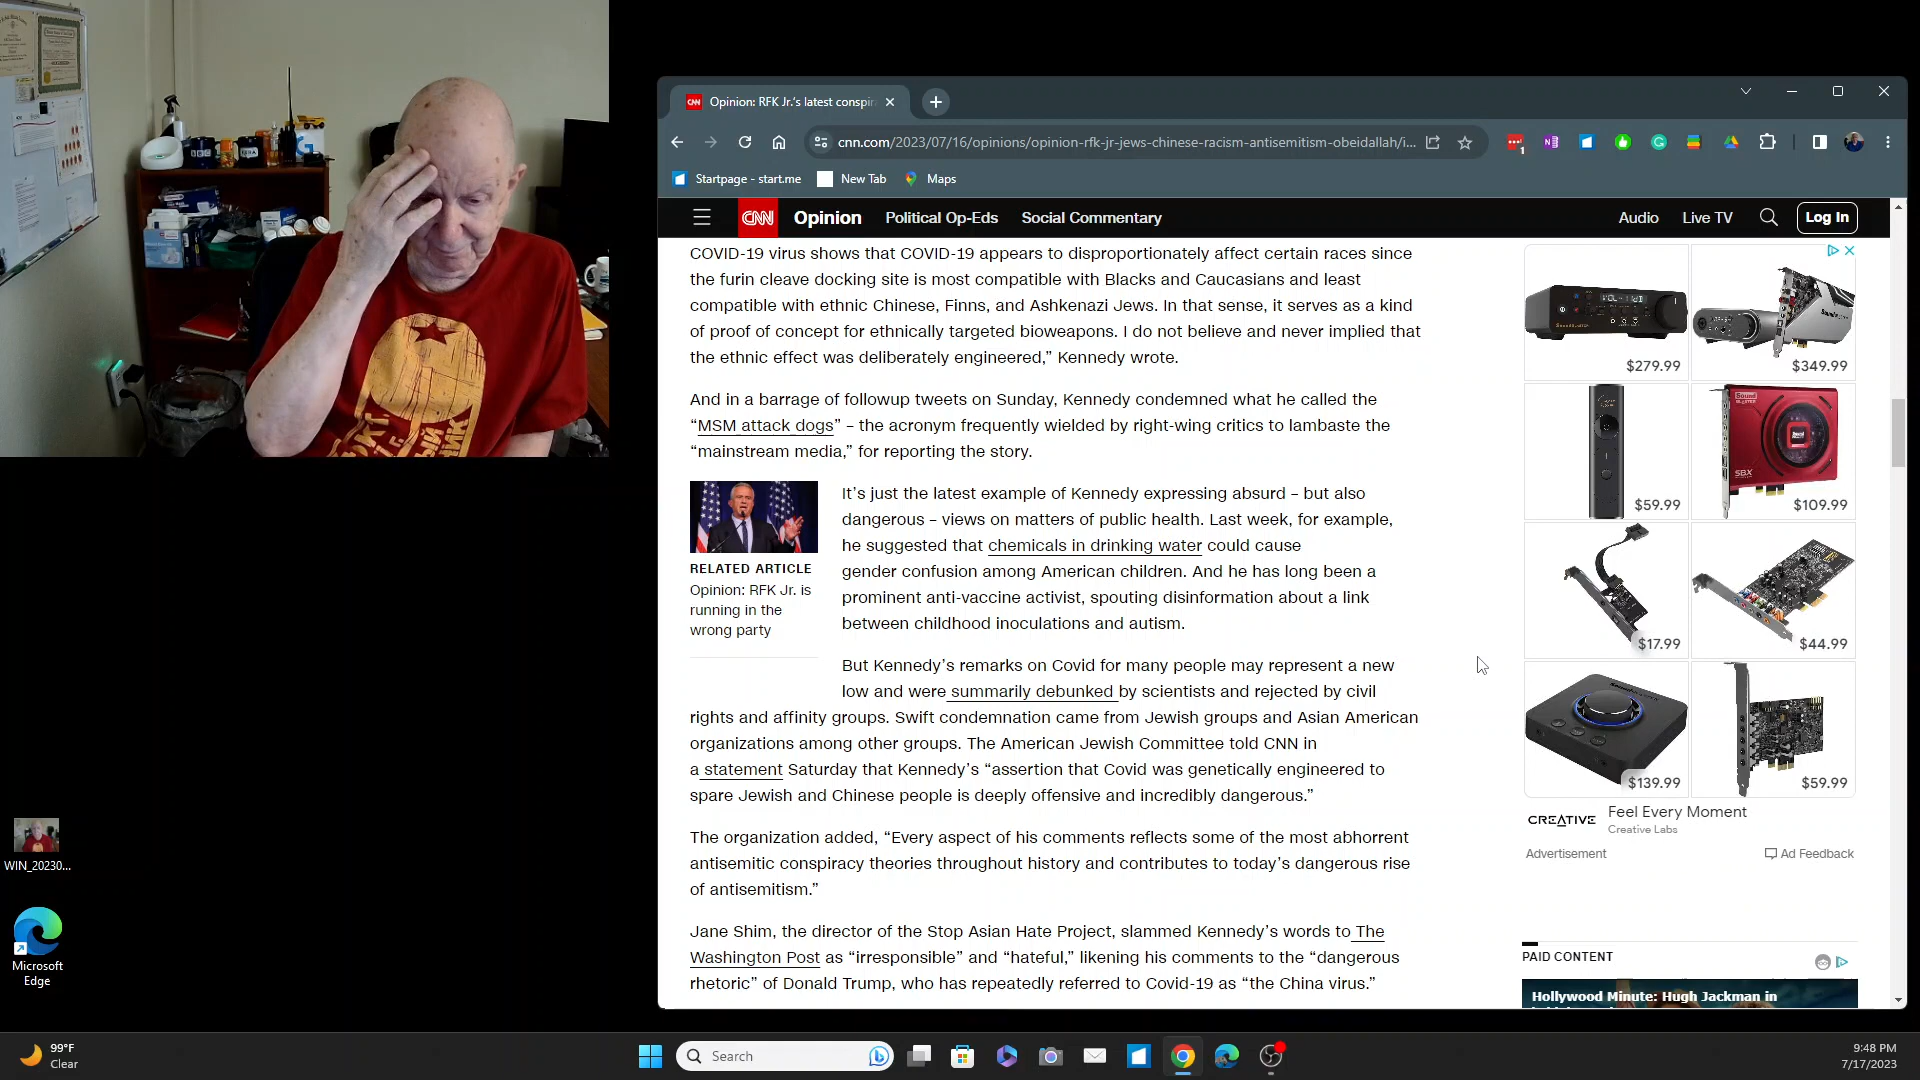 Opinion: RFK Jr.'s latest conspir
cnn.com/2023/07/16/opinions/opinion-rfk-jr-jews-chinese-racism-antisemitism-obeidallah/i...
1
Startpage - start.me
New Tab
Maps
CNN
Opinion
Political Op-Eds
Social Commentary
Audio
Live TV
Log In
COVID-19 virus shows that COVID-19 appears to disproportionately affect certain races since
the furin cleave docking site is most compatible with Blacks and Caucasians and least
compatible with ethnic Chinese, Finns, and Ashkenazi Jews. In that sense, it serves as a kind
of proof of concept for ethnically targeted bioweapons. I do not believe and never implied that
the ethnic effect was deliberately engineered,” Kennedy wrote.
And in a barrage of followup tweets on Sunday, Kennedy condemned what he called the
“MSM attack dogs” – the acronym frequently wielded by right-wing critics to lambaste the
“mainstream media,” for reporting the story.
RELATED ARTICLE
Opinion: RFK Jr. is
running in the
wrong party
It’s just the latest example of Kennedy expressing absurd – but also
dangerous – views on matters of public health. Last week, for example,
he suggested that chemicals in drinking water could cause
gender confusion among American children. And he has long been a
prominent anti-vaccine activist, spouting disinformation about a link
between childhood inoculations and autism.
But Kennedy’s remarks on Covid for many people may represent a new
low and were summarily debunked by scientists and rejected by civil
rights and affinity groups. Swift condemnation came from Jewish groups and Asian American
organizations among other groups. The American Jewish Committee told CNN in
a statement Saturday that Kennedy’s “assertion that Covid was genetically engineered to
spare Jewish and Chinese people is deeply offensive and incredibly dangerous.”
The organization added, “Every aspect of his comments reflects some of the most abhorrent
antisemitic conspiracy theories throughout history and contributes to today’s dangerous rise
of antisemitism.”
Jane Shim, the director of the Stop Asian Hate Project, slammed Kennedy’s words to The
Washington Post as “irresponsible” and “hateful,” likening his comments to the “dangerous
rhetoric” of Donald Trump, who has repeatedly referred to Covid-19 as “the China virus.”
$279.99
$349.99
$59.99
$109.99
$17.99
$44.99
$139.99
$59.99
CREATIVE
Feel Every Moment
Creative Labs
Advertisement
Ad Feedback
PAID CONTENT
Hollywood Minute: Hugh Jackman in
WIN_20230...
Microsoft
Edge
99°F
Clear
Search
9:48 PM
7/17/2023